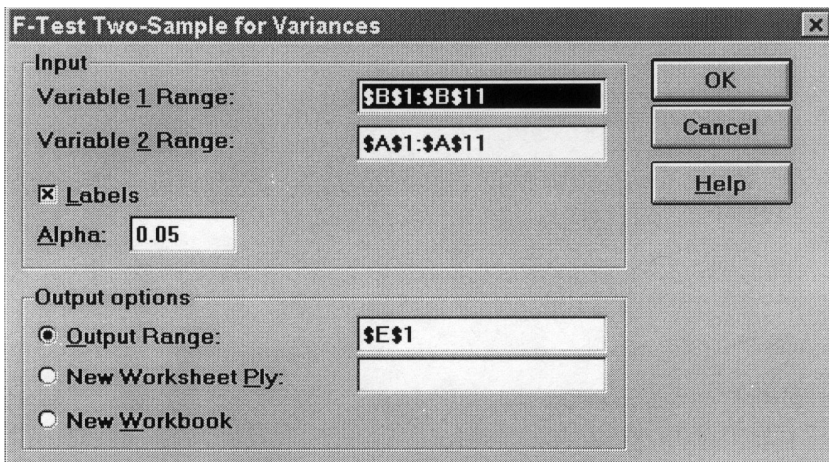 F-Test Two-Sample for Variances
Input
Variable 1 Range: $B$1:$B$11
Variable 2 Range: $A$1:$A$11
Labels
Alpha: 0.05
OK
Cancel
Help
Output options
Output Range: $E$1
New Worksheet Ply:
New Workbook